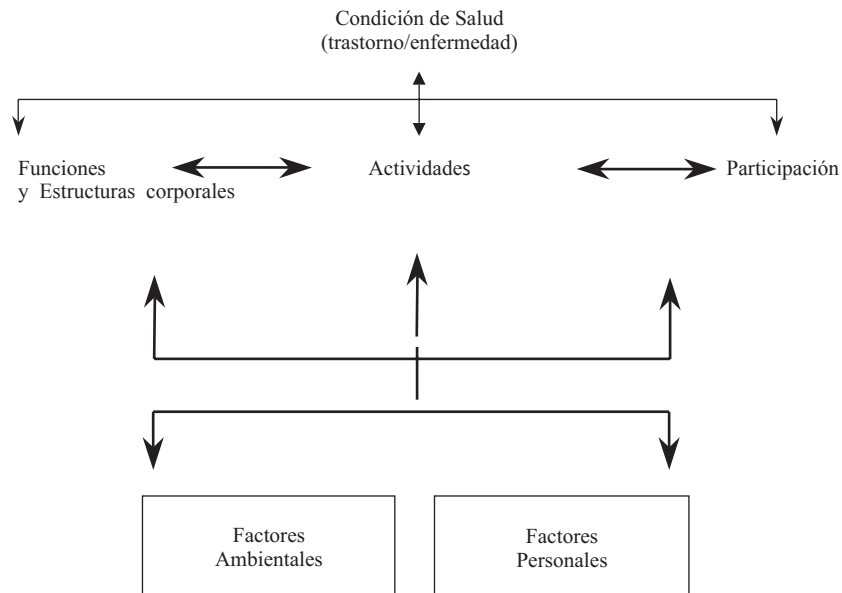 Condición de Salud
(trastorno/enfermedad)
Funciones
y Estructuras corporales
Actividades
Participación
Factores
Ambientales
Factores
Personales